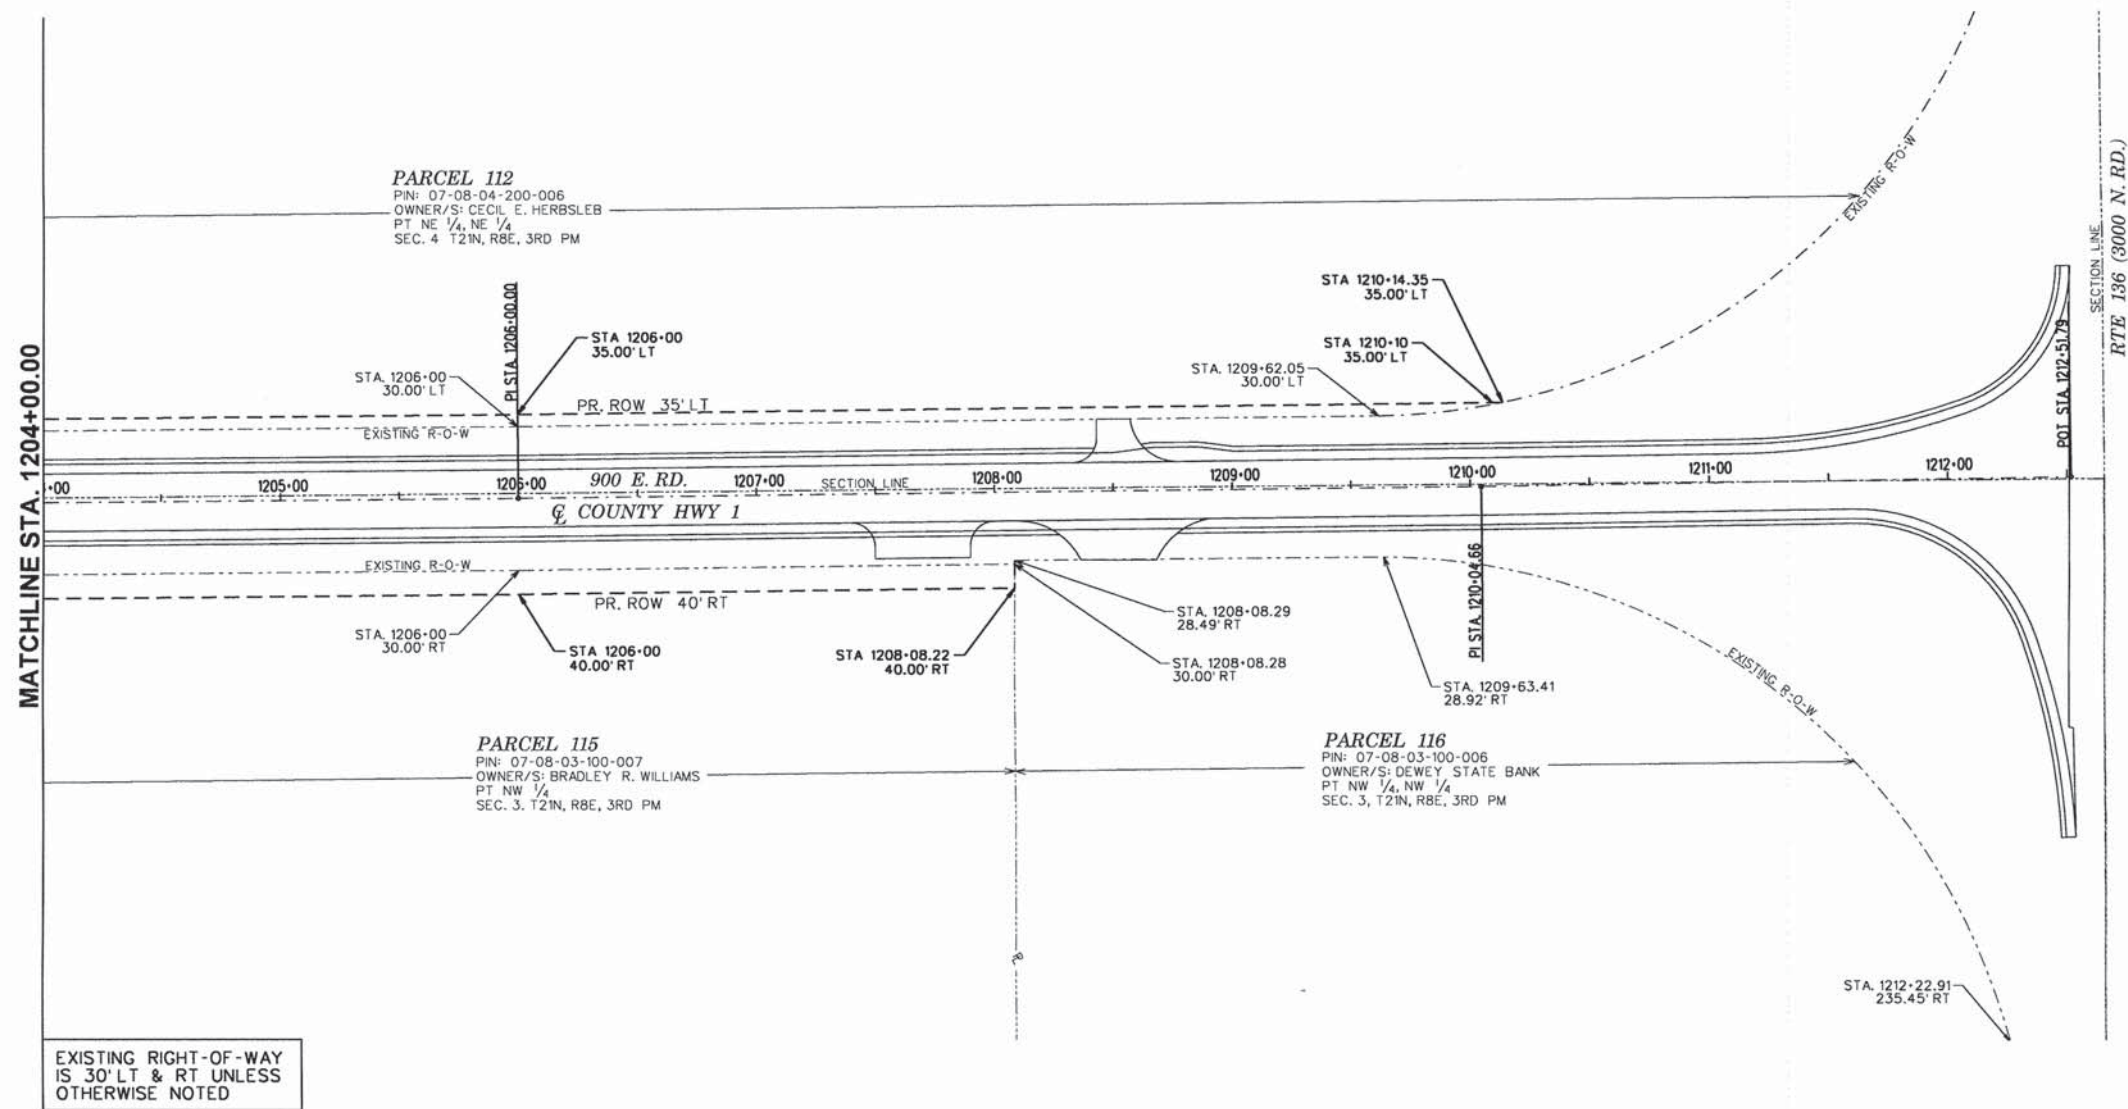 PARCEL 112
PIN: 07-08-04-200-006
OWNER/S: CECIL E. HERBSLEB
PT NE 1/4, NE 1/4
SEC. 4 T21N, R8E, 3RD PM
EXISTING R-O-W
SECTION LINE
RTE 136 (3000 N. RD.)
MATCHLINE STA. 1204+00.00
PI STA. 1206+00.00
STA 1206+00
35.00' LT
STA. 1206+00
30.00' LT
STA 1210+14.35
35.00' LT
STA 1210+10
35.00' LT
STA. 1209+62.05
30.00' LT
POT STA. 1212+51.79
PR. ROW 35' LT
EXISTING R-O-W
+00
1205+00
1206+00
900 E. RD.
1207+00
SECTION LINE
1208+00
1209+00
1210+00
1211+00
1212+00
℄ COUNTY HWY 1
EXISTING R-O-W
PR. ROW 40' RT
STA. 1206+00
30.00' RT
STA 1206+00
40.00' RT
STA 1208+08.22
40.00' RT
STA. 1208+08.29
28.49' RT
STA. 1208+08.28
30.00' RT
PI STA. 1210+04.66
STA. 1209+63.41
28.92' RT
EXISTING R-O-W
PARCEL 115
PIN: 07-08-03-100-007
OWNER/S: BRADLEY R. WILLIAMS
PT NW 1/4
SEC. 3. T21N, R8E, 3RD PM
PARCEL 116
PIN: 07-08-03-100-006
OWNER/S: DEWEY STATE BANK
PT NW 1/4, NW 1/4
SEC. 3, T21N, R8E, 3RD PM
PL
STA. 1212+22.91
235.45' RT
EXISTING RIGHT-OF-WAY
IS 30' LT & RT UNLESS
OTHERWISE NOTED